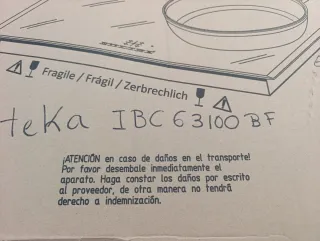 Fragile / Frágil / Zerbrechlich
teka IBC 63100 BF
¡ATENCIÓN en caso de daños en el transporte!
Por favor desembale inmediatamente el
aparato. Haga constar los daños por escrito
al proveedor, de otra manera no tendrá
derecho a indemnización.